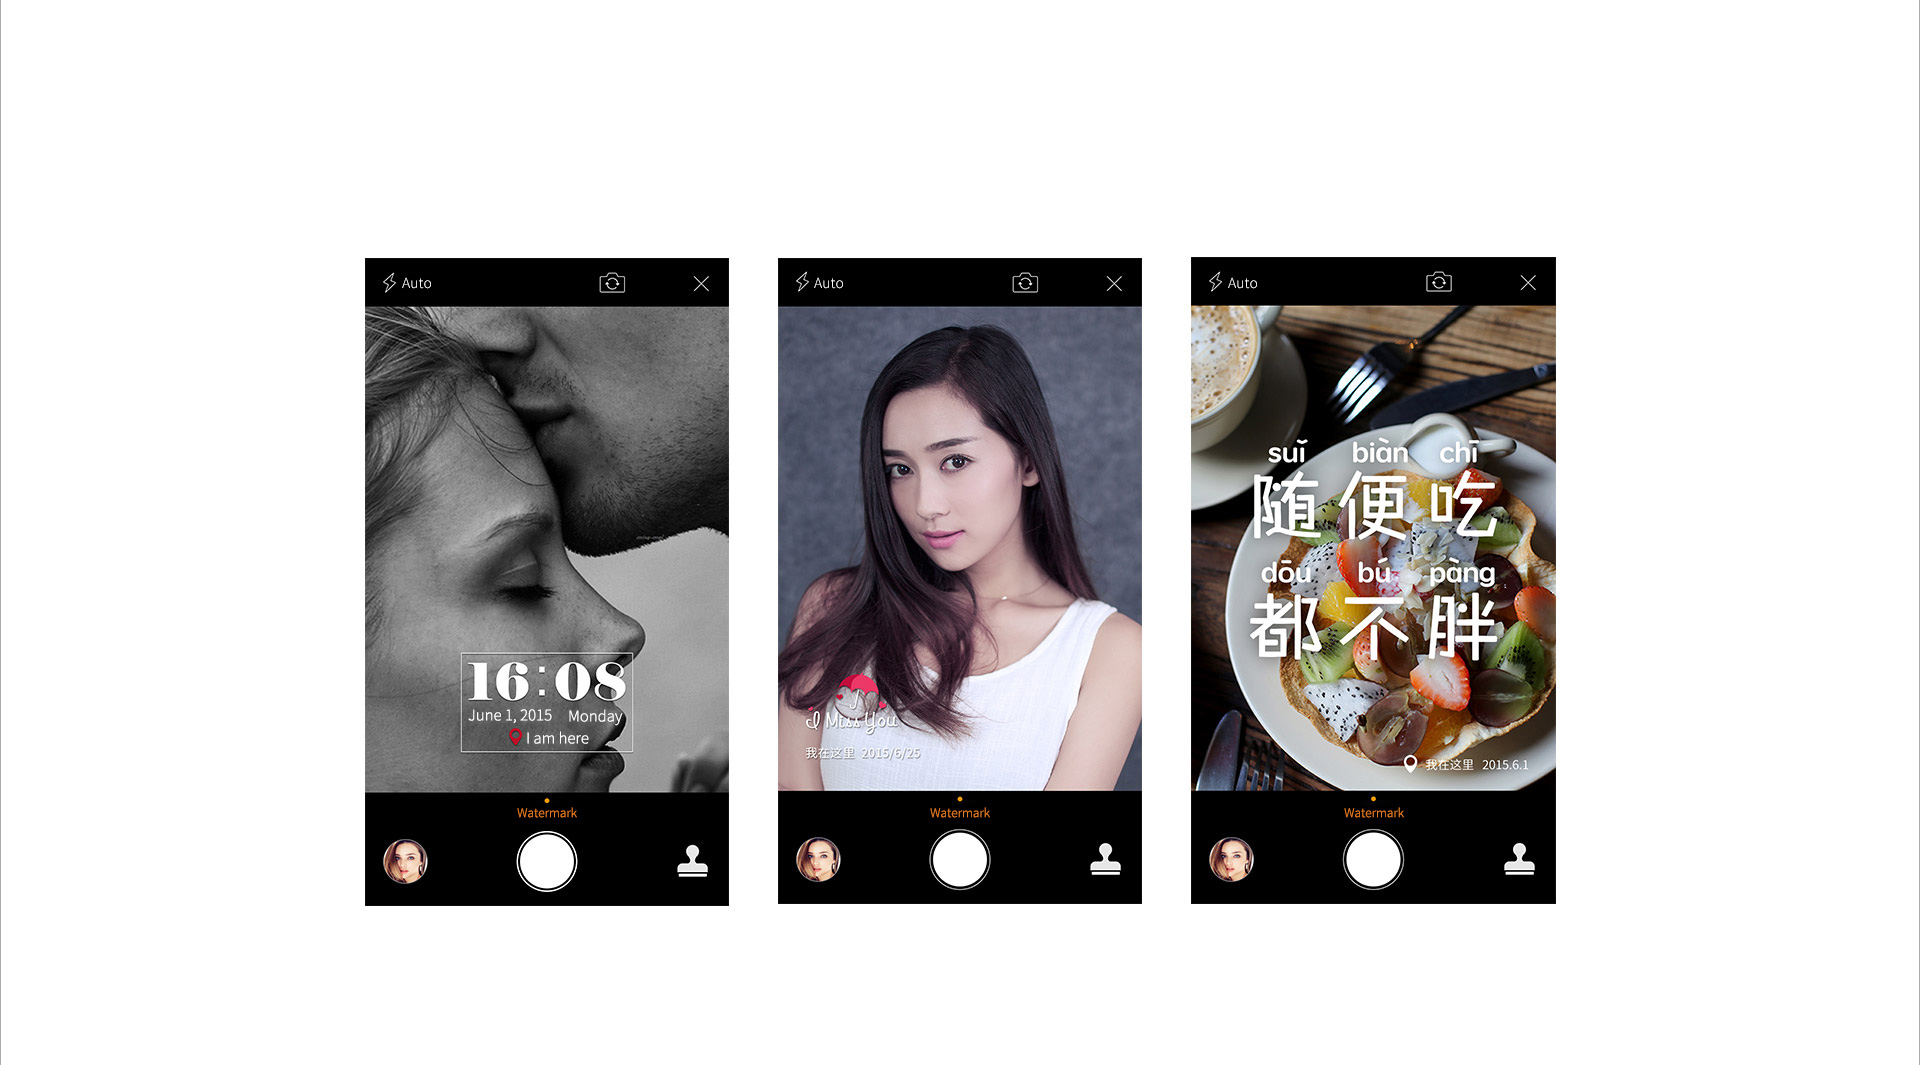 Auto
16:08
June 1, 2015 Monday
I am here
Watermark
Auto
I Miss You
我在这里 2015/6/25
Watermark
Auto
suǐ biàn chī
随便吃
dōu bú pàng
都不胖
我在这里 2015.6.1
Watermark